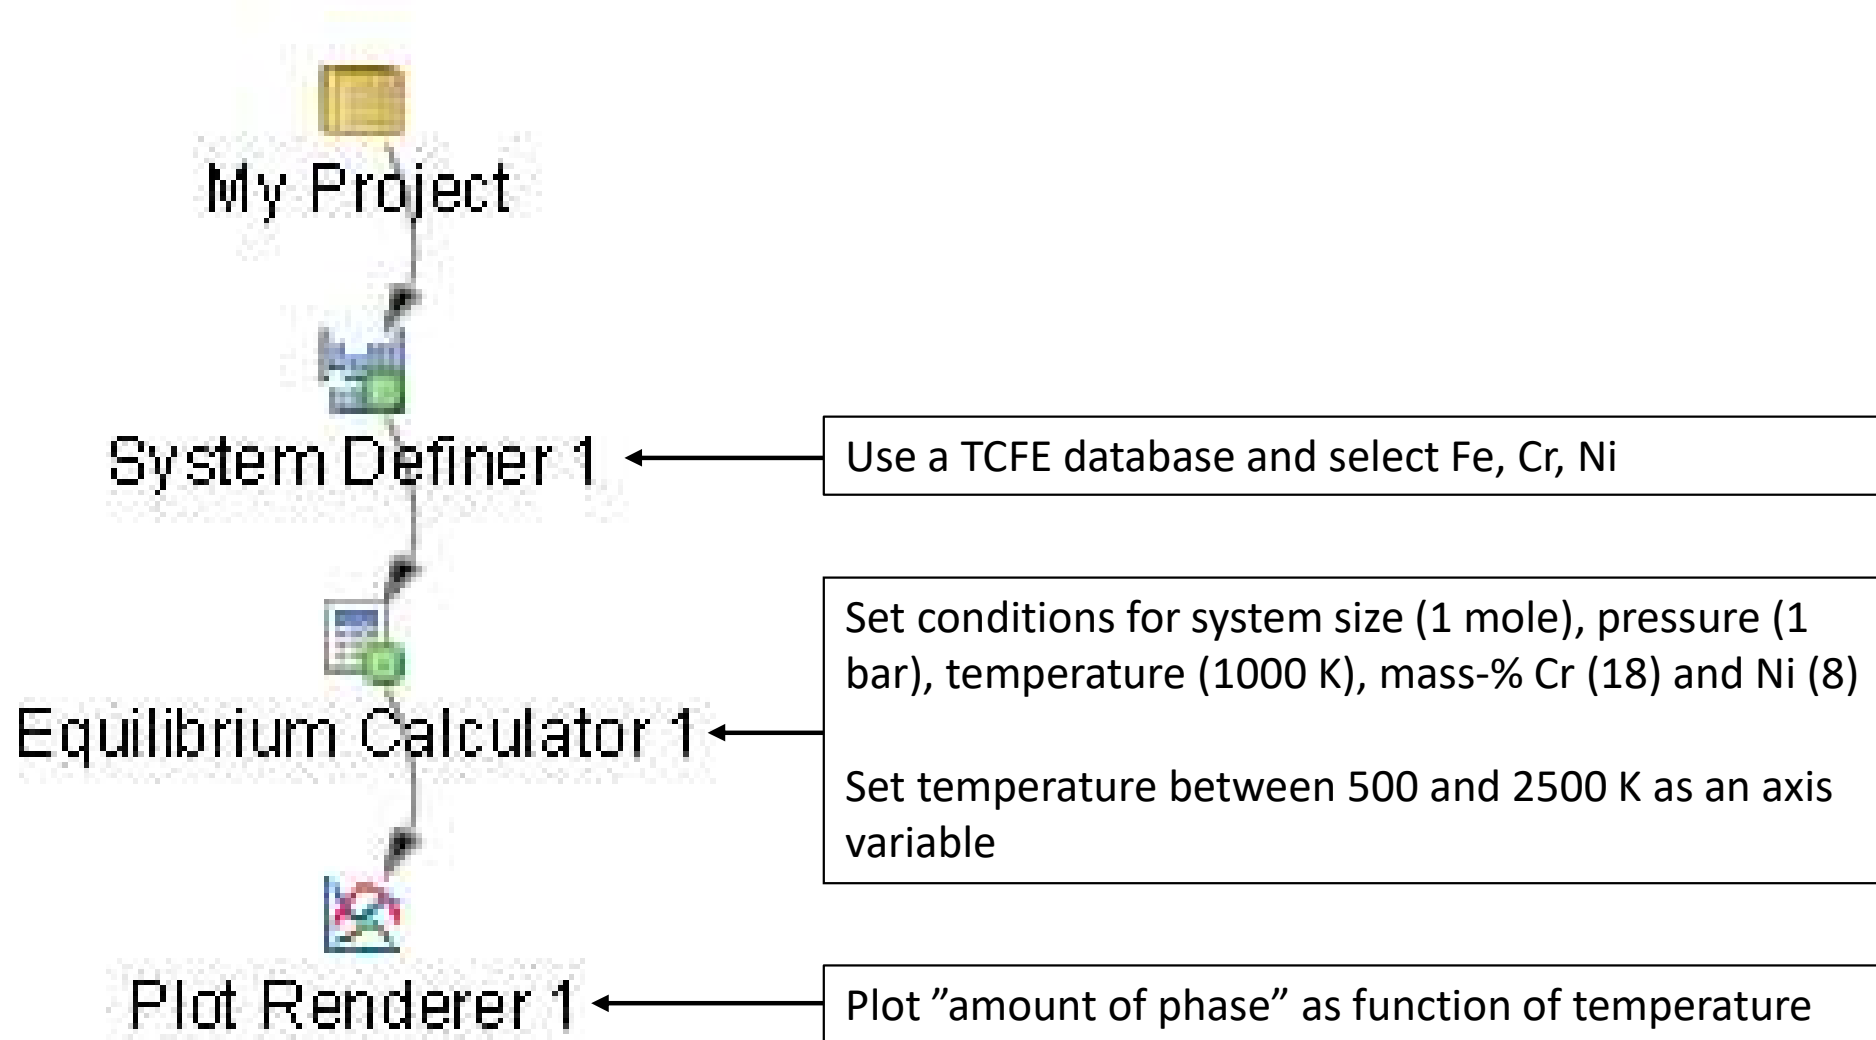 My Project
System Definer 1
Use a TCFE database and select Fe, Cr, Ni
Set conditions for system size (1 mole), pressure (1
bar), temperature (1000 K), mass-% Cr (18) and Ni (8)
Equilibrium Calculator 1
Set temperature between 500 and 2500 K as an axis
variable
Plot Renderer 1
Plot ”amount of phase” as function of temperature